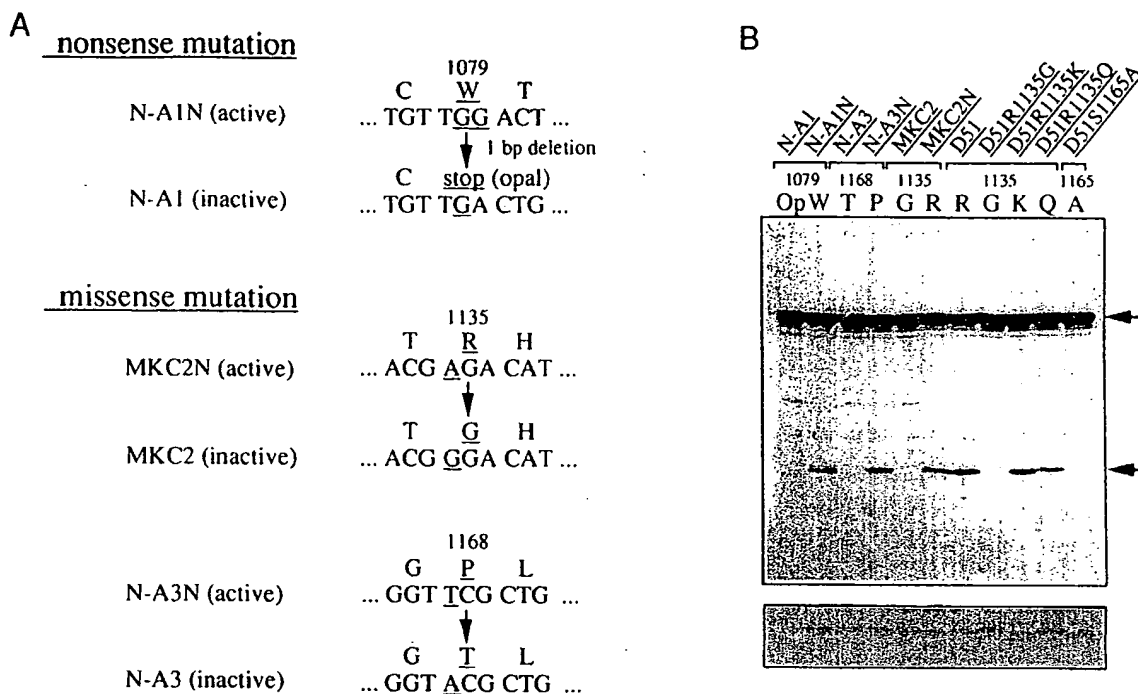 A
nonsense mutation
1079
C W T
N-A1N (active) ... TGT TGG ACT ...
1 bp deletion
C stop (opal)
N-A1 (inactive) ... TGT TGA CTG ...
missense mutation
1135
T R H
MKC2N (active) ... ACG AGA CAT ...
T G H
MKC2 (inactive) ... ACG GGA CAT ...
1168
G P L
N-A3N (active) ... GGT TCG CTG ...
G T L
N-A3 (inactive) ... GGT ACG CTG ...
B
N-A1
N-A1N
N-A3
N-A3N
MKC2
MKC2N
D51
D51R1135G
D51R1135K
D51R1135Q
D51S1165A
1079 1168 1135 1135 1165
Op W T P G R R G K Q A